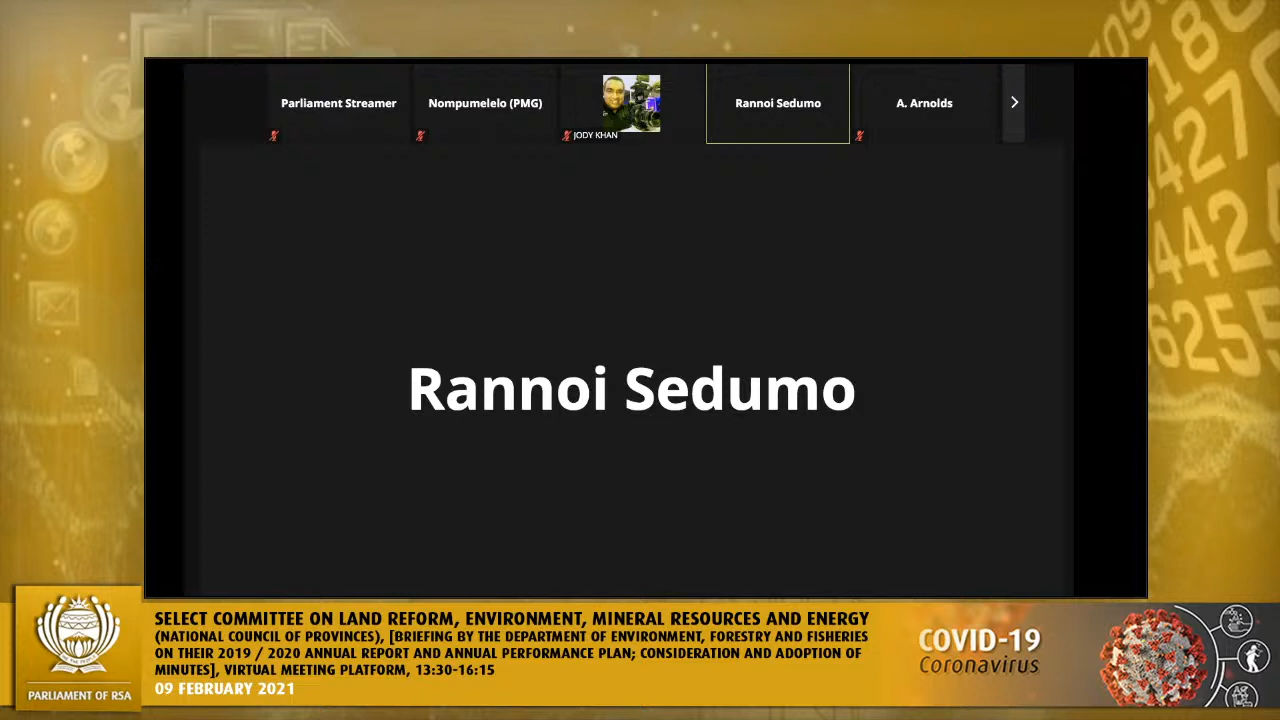 Parliament Streamer
Nompumelelo (PMG)
JODY KHAN
Rannoi Sedumo
A. Arnolds
Rannoi Sedumo
SELECT COMMITTEE ON LAND REFORM, ENVIRONMENT, MINERAL RESOURCES AND ENERGY
(NATIONAL COUNCIL OF PROVINCES), [BRIEFING BY THE DEPARTMENT OF ENVIRONMENT, FORESTRY AND FISHERIES
ON THEIR 2019 / 2020 ANNUAL REPORT AND ANNUAL PERFORMANCE PLAN; CONSIDERATION AND ADOPTION OF
MINUTES], VIRTUAL MEETING PLATFORM, 13:30-16:15
09 FEBRUARY 2021
PARLIAMENT OF RSA
COVID-19
Coronavirus